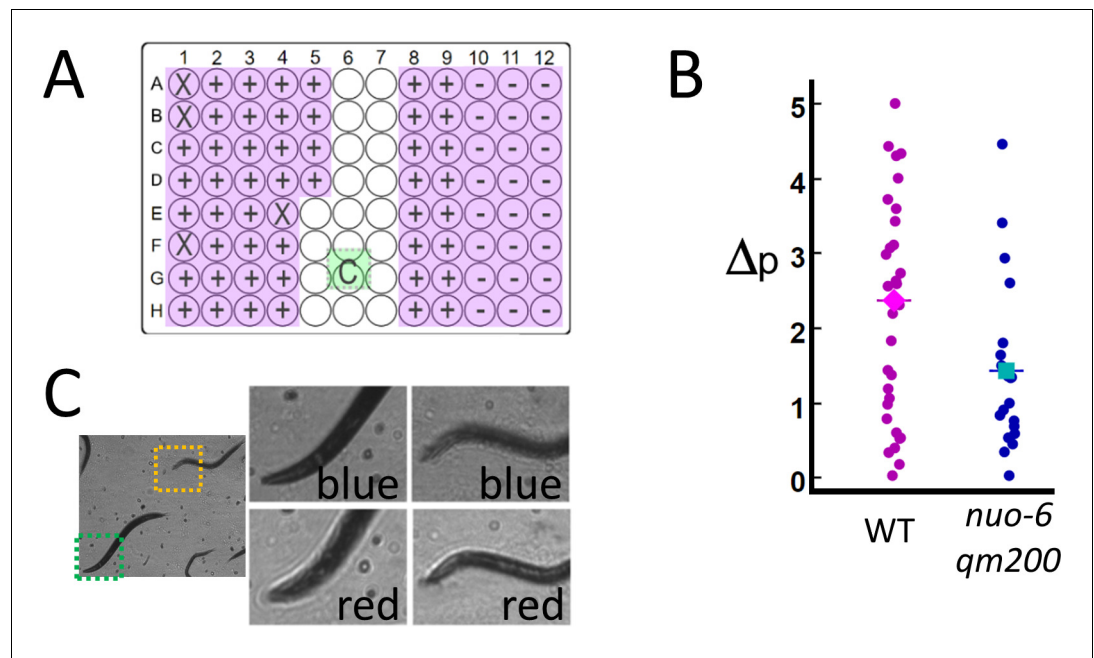 A
1 2 3 4 5 6 7 8 9 10 11 12
A X + + + + + + - - -
B X + + + + + + - - -
C + + + + + + + - - -
D + + + + + + + - - -
E + + + X + + - - -
F X + + + + + - - -
G + + + + C + + - - -
H + + + + + + - - -
B
Δp
5
4
3
2
1
0
WT
nuo-6
qm200
C
blue
blue
red
red